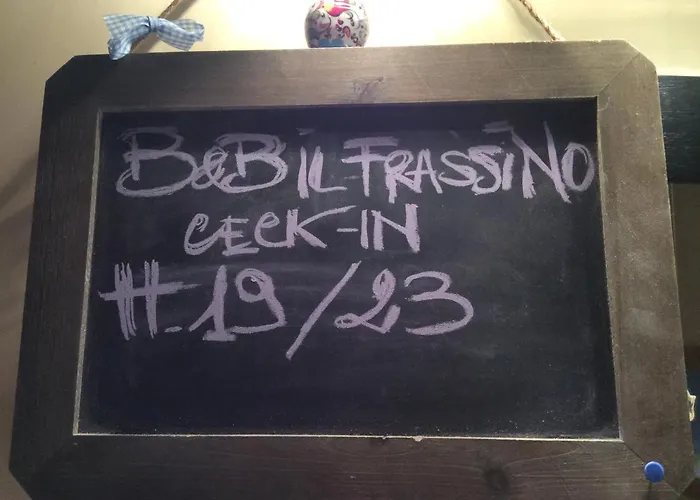 B&B iL FRASSiNO
CECK-IN
H. 19/23